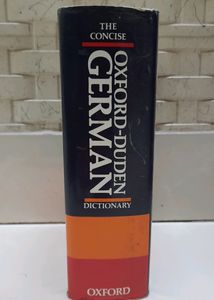 THE
CONCISE
OXFORD-DUDEN
GERMAN
DICTIONARY
OXFORD